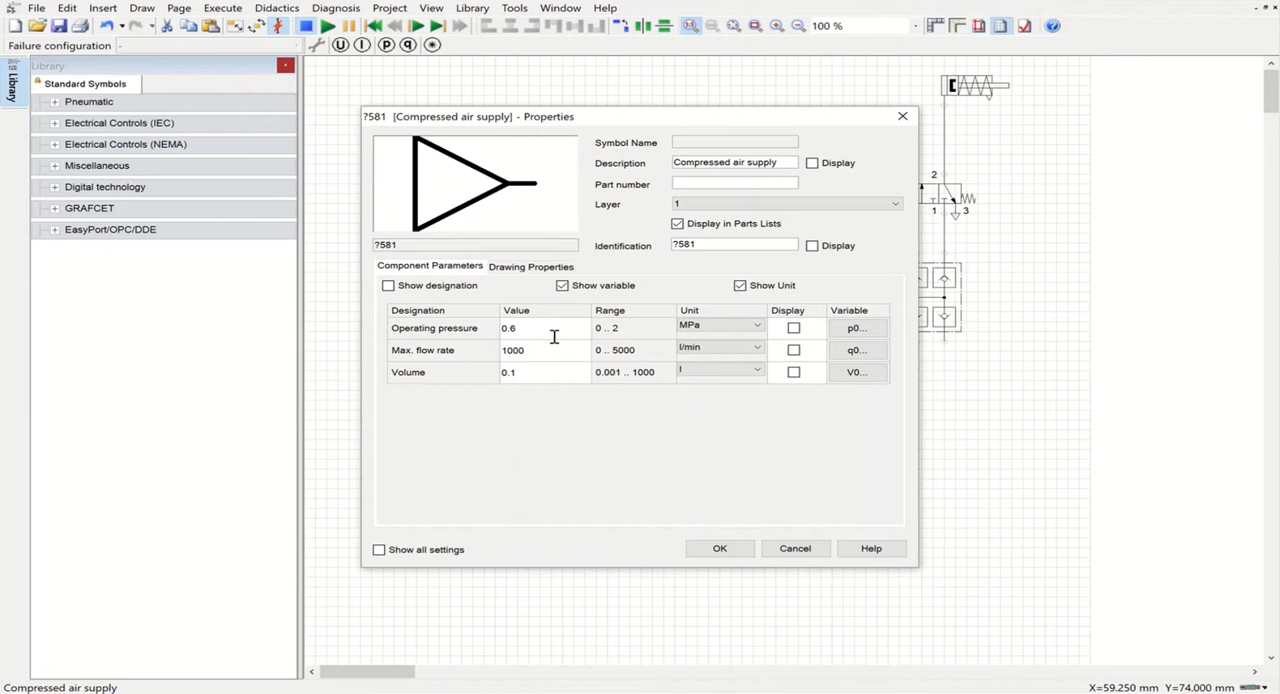 File Edit Insert Draw Page Execute Didactics Diagnosis Project View Library Tools Window Help
100 %
Failure configuration - U I p q
Library
Library
Standard Symbols
Pneumatic
Electrical Controls (IEC)
Electrical Controls (NEMA)
Miscellaneous
Digital technology
GRAFCET
EasyPort/OPC/DDE
?581 [Compressed air supply] - Properties
Symbol Name
Description Compressed air supply Display
Part number
Layer 1
Display in Parts Lists
?581 Identification ?581 Display
Component Parameters Drawing Properties
Show designation Show variable Show Unit
Designation Value Range Unit Display Variable
Operating pressure 0.6 0 .. 2 MPa p0...
Max. flow rate 1000 0 .. 5000 l/min q0...
Volume 0.1 0.001 .. 1000 l V0...
Show all settings OK Cancel Help
2
1 3
Compressed air supply X=59.250 mm Y=74.000 mm